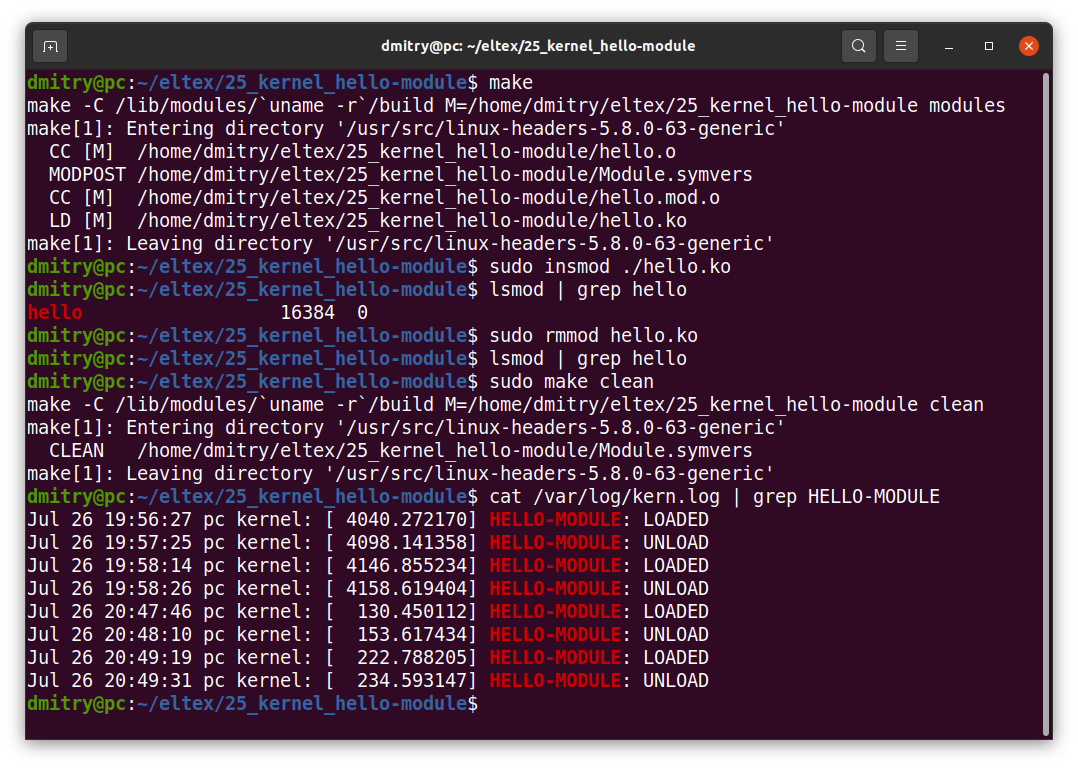 dmitry@pc: ~/eltex/25_kernel_hello-module
dmitry@pc:~/eltex/25_kernel_hello-module$ make
make -C /lib/modules/`uname -r`/build M=/home/dmitry/eltex/25_kernel_hello-module modules
make[1]: Entering directory '/usr/src/linux-headers-5.8.0-63-generic'
  CC [M]  /home/dmitry/eltex/25_kernel_hello-module/hello.o
  MODPOST /home/dmitry/eltex/25_kernel_hello-module/Module.symvers
  CC [M]  /home/dmitry/eltex/25_kernel_hello-module/hello.mod.o
  LD [M]  /home/dmitry/eltex/25_kernel_hello-module/hello.ko
make[1]: Leaving directory '/usr/src/linux-headers-5.8.0-63-generic'
dmitry@pc:~/eltex/25_kernel_hello-module$ sudo insmod ./hello.ko
dmitry@pc:~/eltex/25_kernel_hello-module$ lsmod | grep hello
hello                  16384  0
dmitry@pc:~/eltex/25_kernel_hello-module$ sudo rmmod hello.ko
dmitry@pc:~/eltex/25_kernel_hello-module$ lsmod | grep hello
dmitry@pc:~/eltex/25_kernel_hello-module$ sudo make clean
make -C /lib/modules/`uname -r`/build M=/home/dmitry/eltex/25_kernel_hello-module clean
make[1]: Entering directory '/usr/src/linux-headers-5.8.0-63-generic'
  CLEAN   /home/dmitry/eltex/25_kernel_hello-module/Module.symvers
make[1]: Leaving directory '/usr/src/linux-headers-5.8.0-63-generic'
dmitry@pc:~/eltex/25_kernel_hello-module$ cat /var/log/kern.log | grep HELLO-MODULE
Jul 26 19:56:27 pc kernel: [ 4040.272170] HELLO-MODULE: LOADED
Jul 26 19:57:25 pc kernel: [ 4098.141358] HELLO-MODULE: UNLOAD
Jul 26 19:58:14 pc kernel: [ 4146.855234] HELLO-MODULE: LOADED
Jul 26 19:58:26 pc kernel: [ 4158.619404] HELLO-MODULE: UNLOAD
Jul 26 20:47:46 pc kernel: [  130.450112] HELLO-MODULE: LOADED
Jul 26 20:48:10 pc kernel: [  153.617434] HELLO-MODULE: UNLOAD
Jul 26 20:49:19 pc kernel: [  222.788205] HELLO-MODULE: LOADED
Jul 26 20:49:31 pc kernel: [  234.593147] HELLO-MODULE: UNLOAD
dmitry@pc:~/eltex/25_kernel_hello-module$